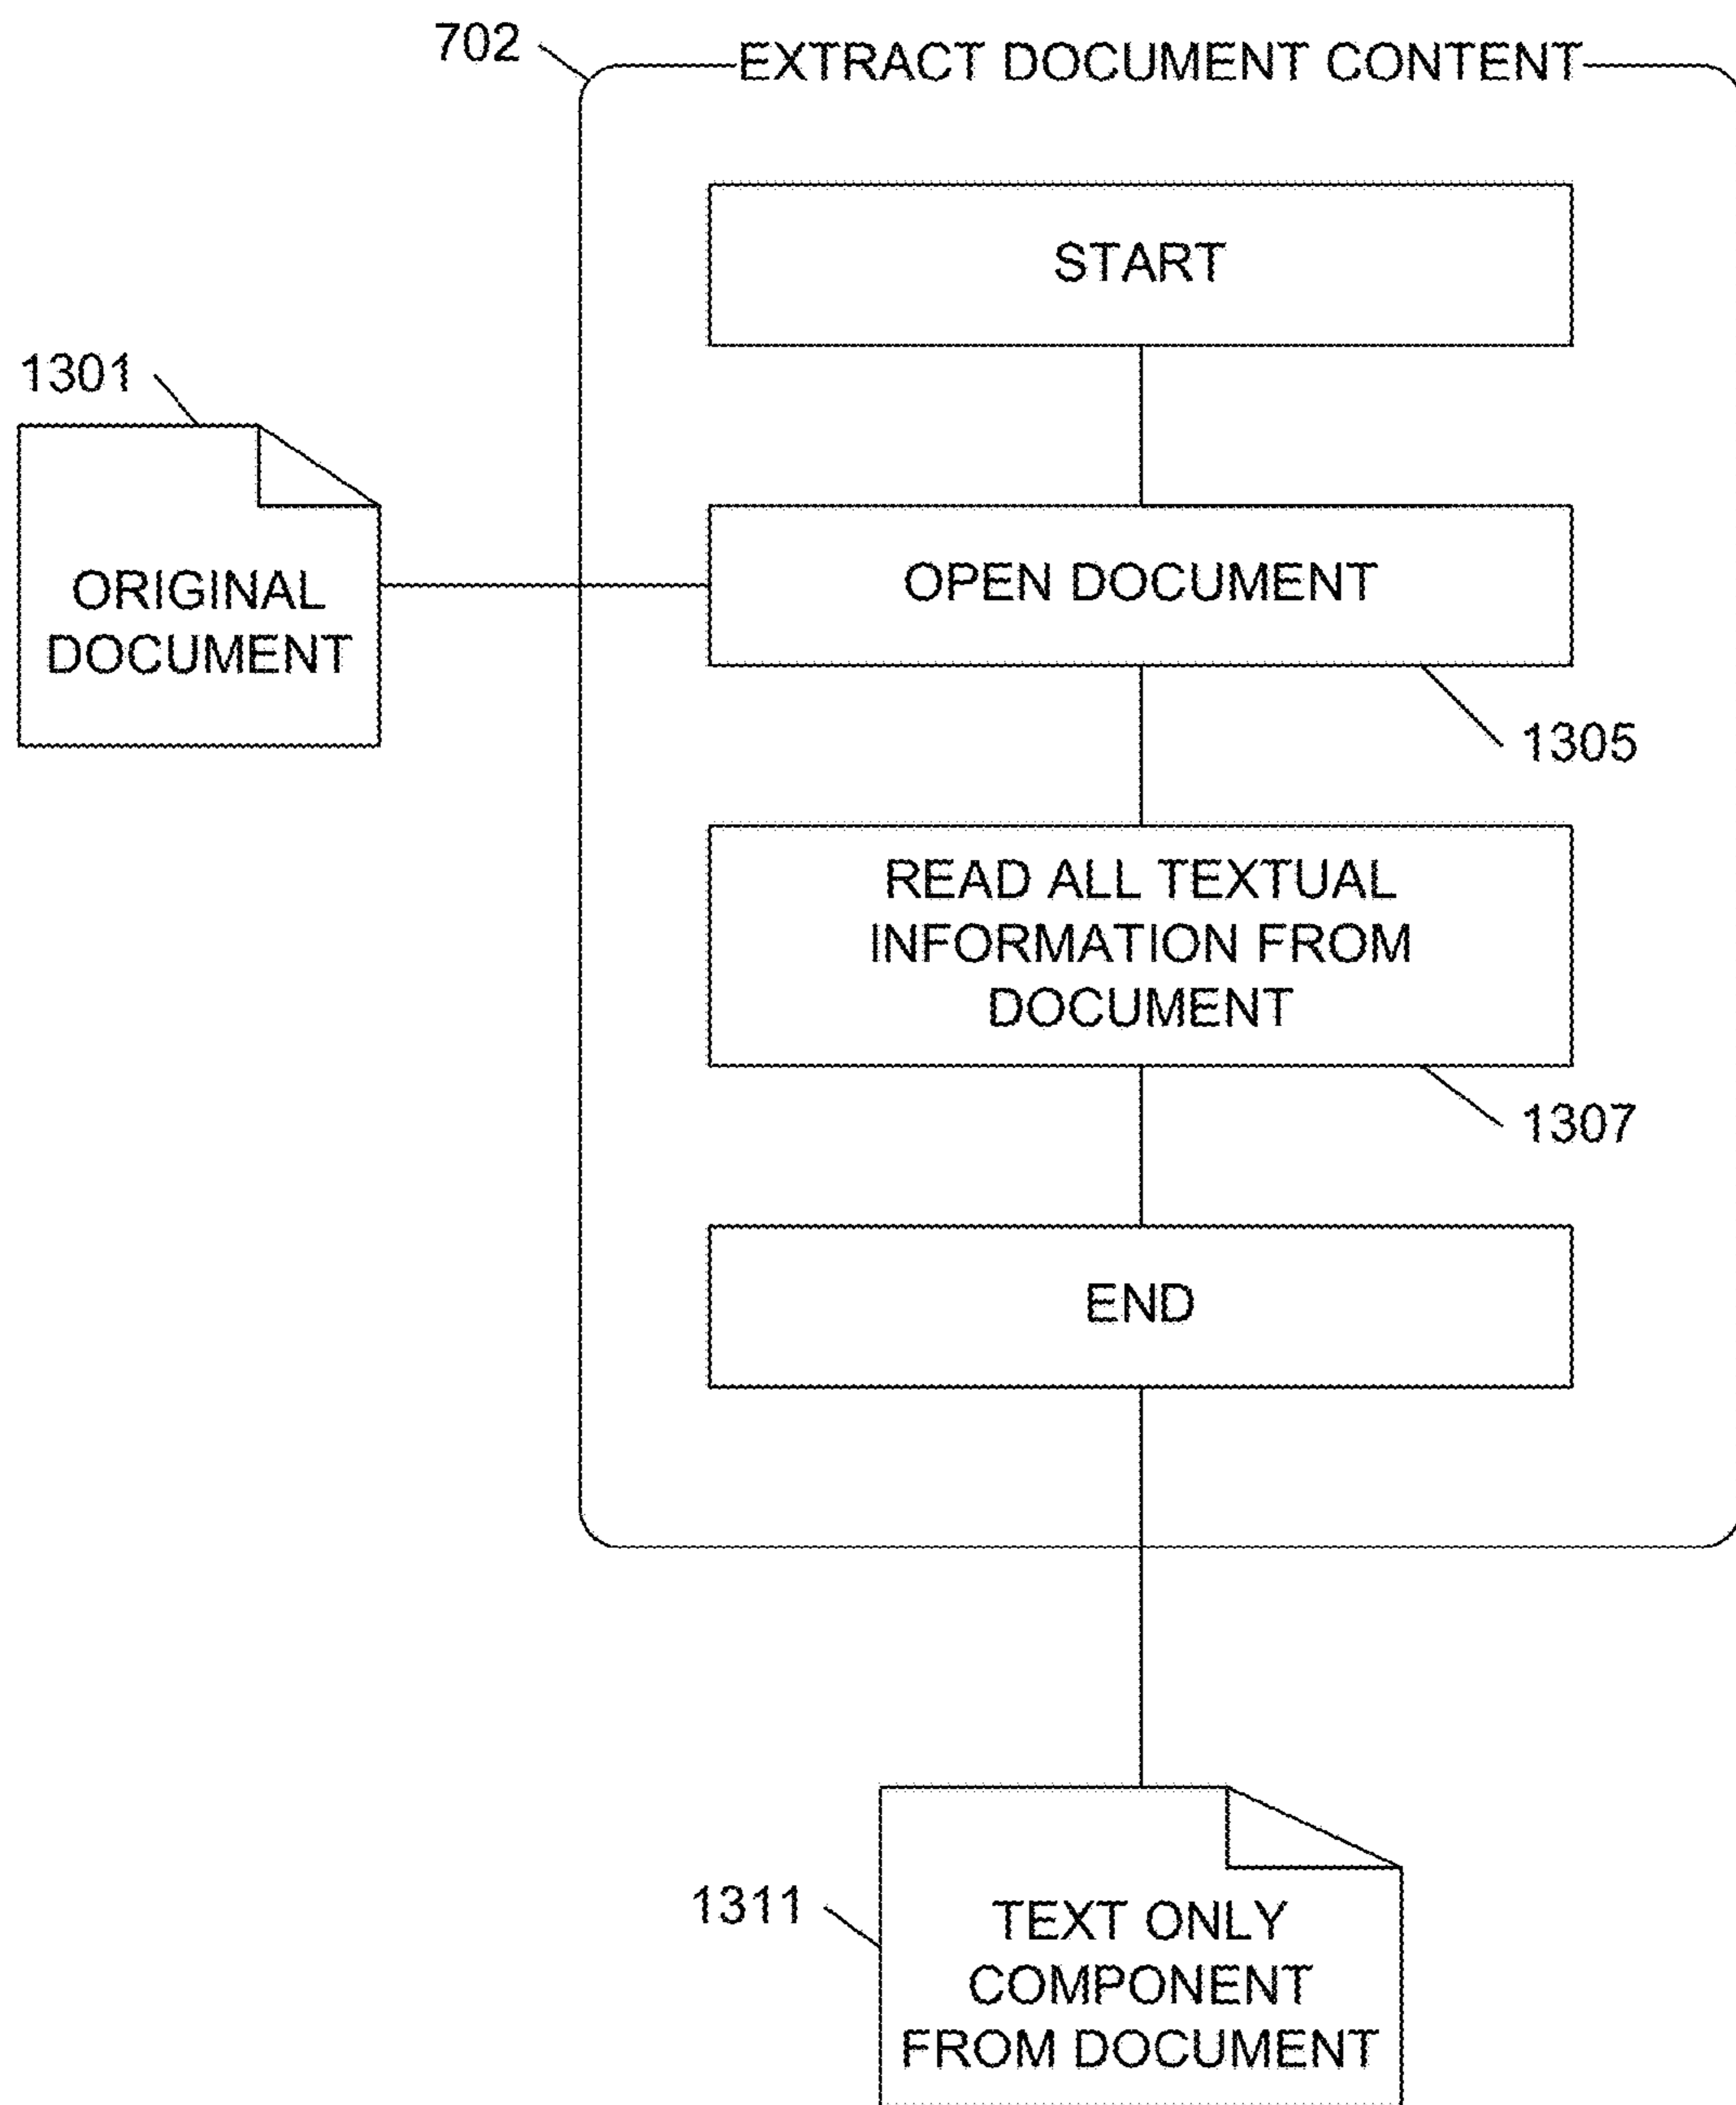 702
EXTRACT DOCUMENT CONTENT
START
1301
ORIGINAL
DOCUMENT
OPEN DOCUMENT
1305
READ ALL TEXTUAL
INFORMATION FROM
DOCUMENT
1307
END
1311
TEXT ONLY
COMPONENT
FROM DOCUMENT